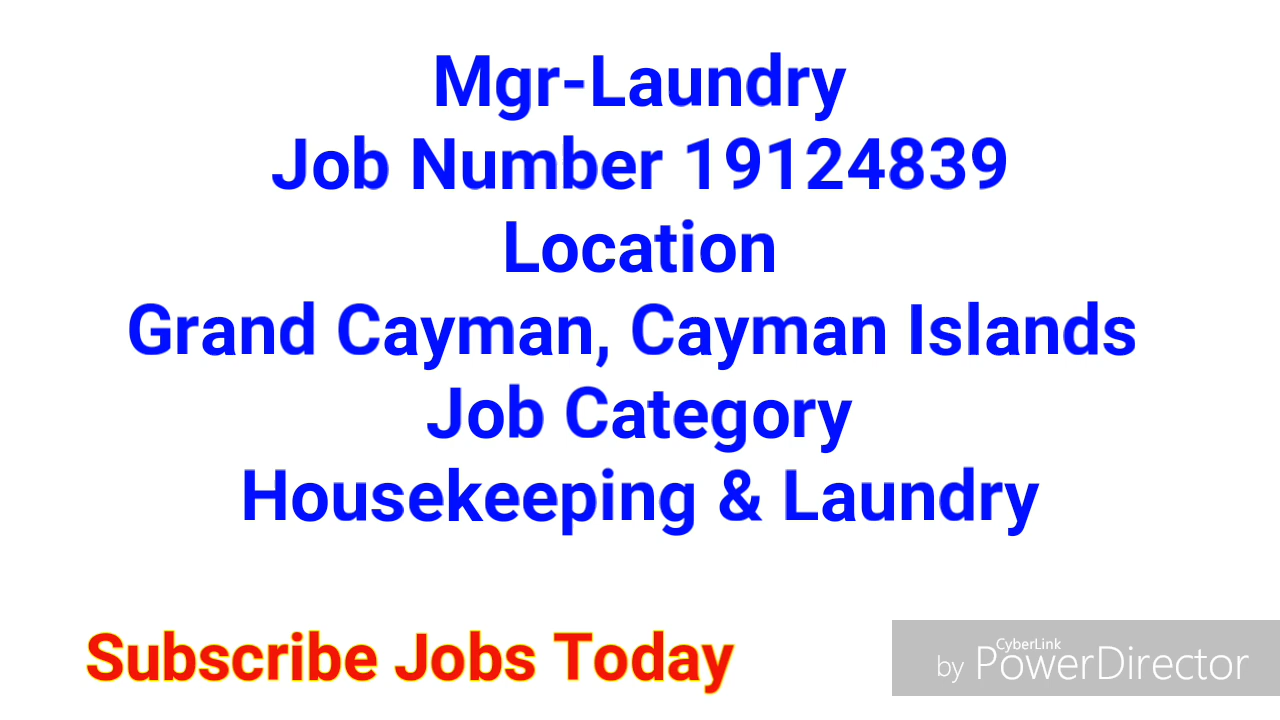 Mgr-Laundry
Job Number 19124839
Location
Grand Cayman, Cayman Islands
Job Category
Housekeeping & Laundry
Subscribe Jobs Today
CyberLink
by PowerDirector